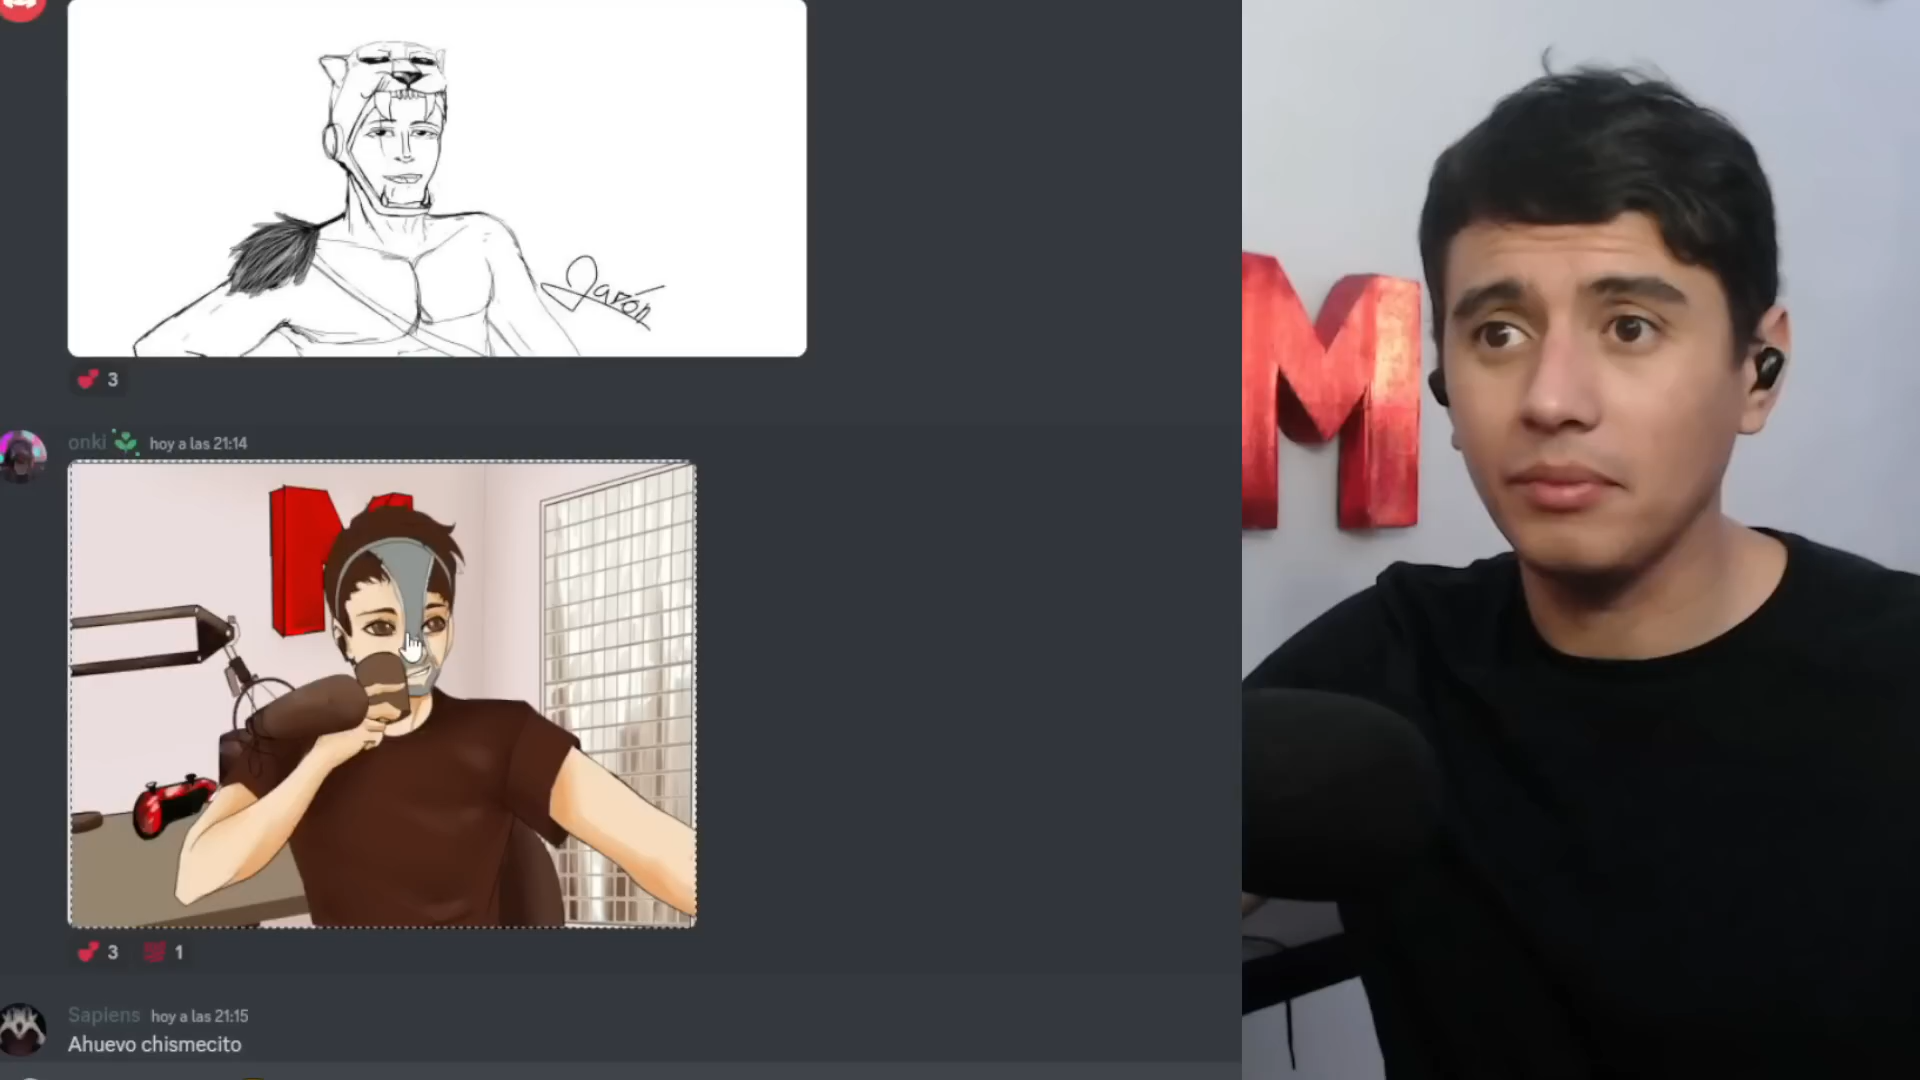 Jarón
3
onki hoy a las 21:14
M
3 1
Sapiens hoy a las 21:15
Ahuevo chismecito
M